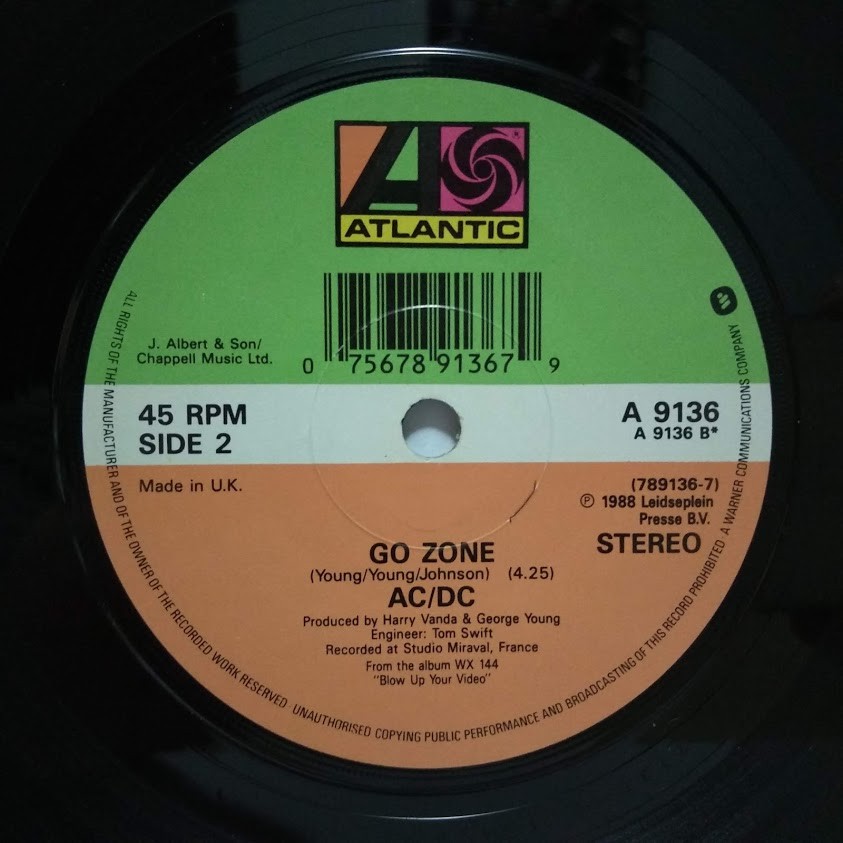 ATLANTIC
J. Albert & Son/
Chappell Music Ltd.
0 75678 91367 9
45 RPM
SIDE 2
A 9136
A 9136 B*
Made in U.K.
(789136-7)
℗ 1988 Leidseplein
Presse B.V.
STEREO
GO ZONE
(Young/Young/Johnson) (4.25)
AC/DC
Produced by Harry Vanda & George Young
Engineer: Tom Swift
Recorded at Studio Miraval, France
From the album WX 144
"Blow Up Your Video"
ALL RIGHTS OF THE MANUFACTURER AND OF THE OWNER OF THE RECORDED WORK RESERVED UNAUTHORISED COPYING PUBLIC PERFORMANCE AND BROADCASTING OF THIS RECORD PROHIBITED A WARNER COMMUNICATIONS COMPANY